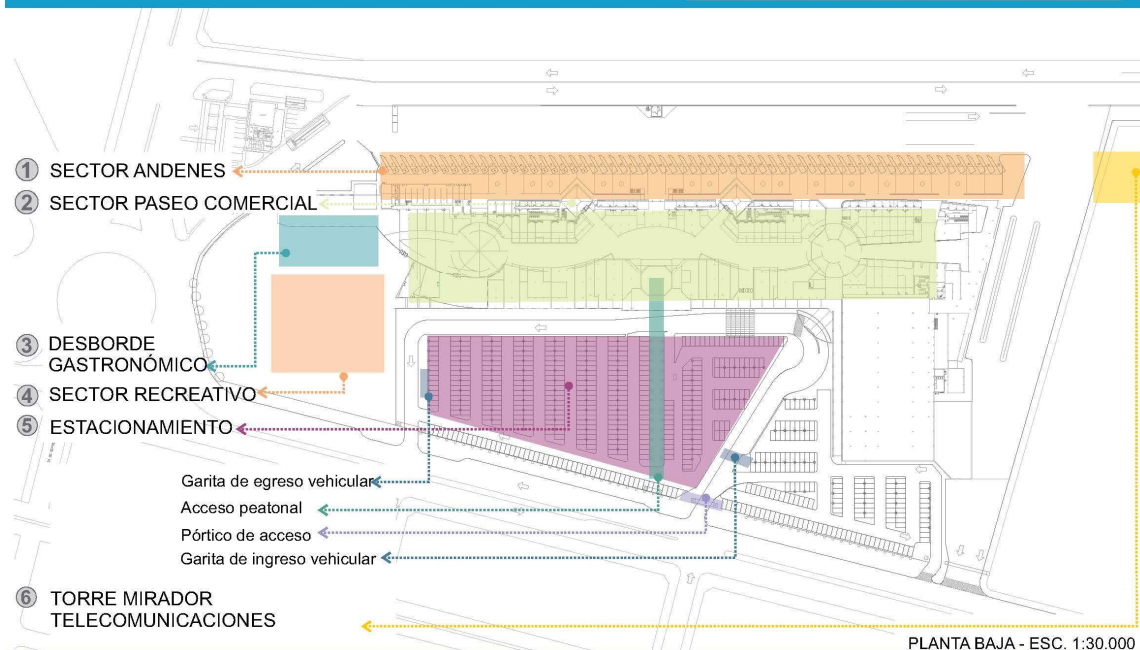 1 SECTOR ANDENES
2 SECTOR PASEO COMERCIAL
3 DESBORDE
GASTRONÓMICO
4 SECTOR RECREATIVO
5 ESTACIONAMIENTO
Garita de egreso vehicular
Acceso peatonal
Pórtico de acceso
Garita de ingreso vehicular
6 TORRE MIRADOR
TELECOMUNICACIONES
PLANTA BAJA - ESC. 1:30.000